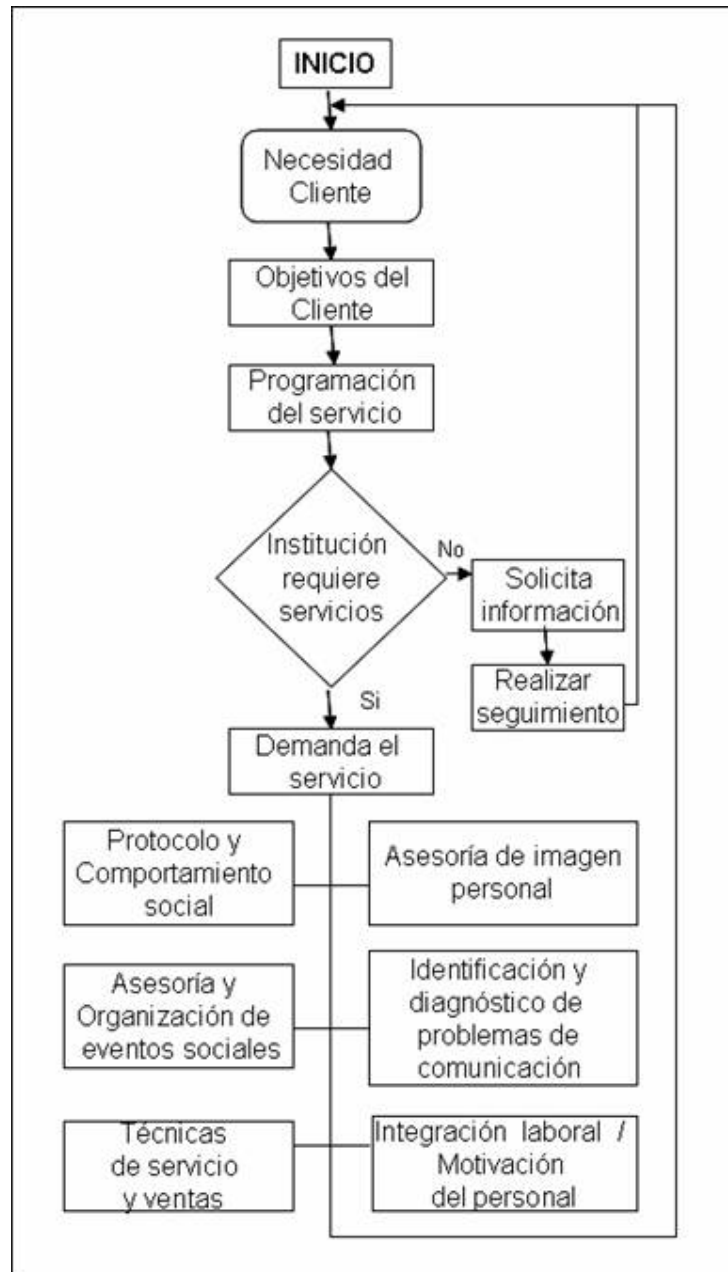 INICIO
Necesidad
Cliente
Objetivos del
Cliente
Programación
del servicio
Institución
requiere
servicios
No
Solicita
información
Realizar
seguimiento
Si
Demanda el
servicio
Protocolo y
Comportamiento
social
Asesoría de imagen
personal
Asesoría y
Organización de
eventos sociales
Identificación y
diagnóstico de
problemas de
comunicación
Técnicas
de servicio
y ventas
Integración laboral /
Motivación
del personal